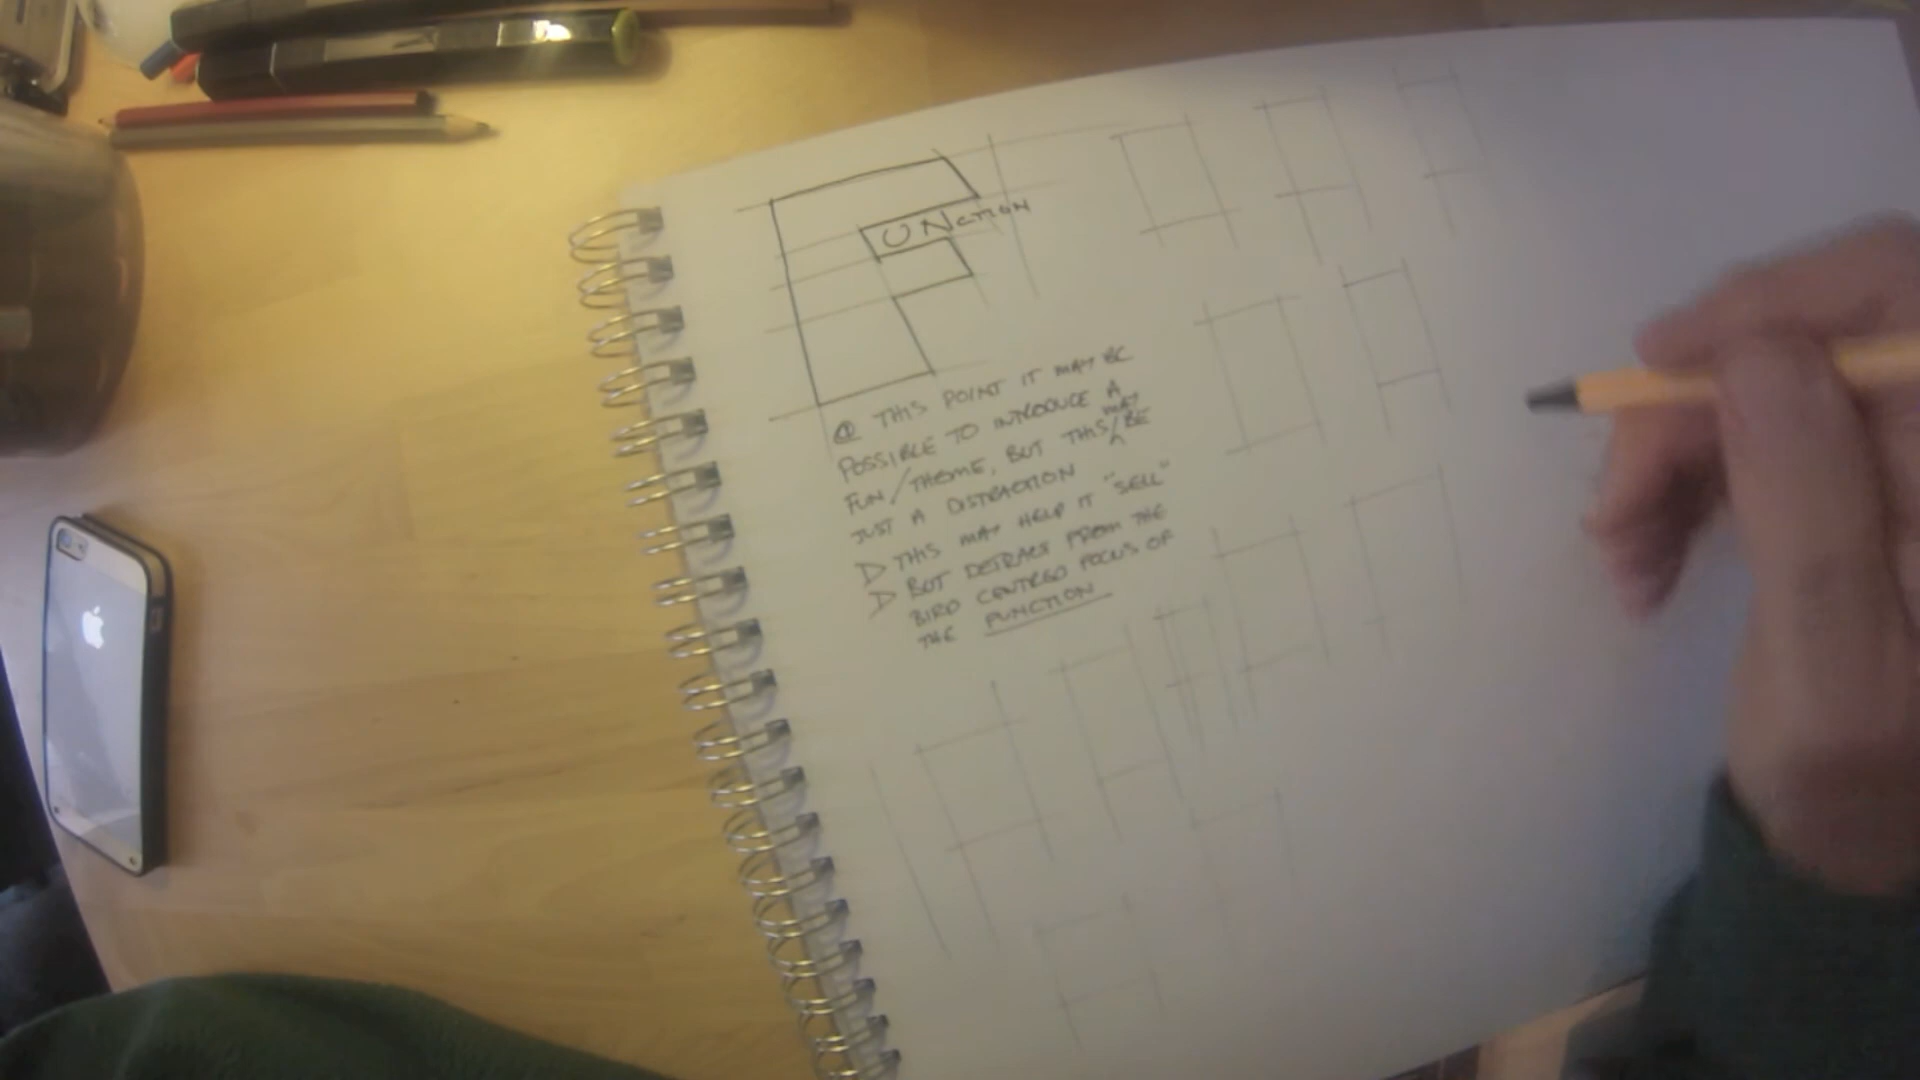 FUNCTION
@ THIS POINT IT MAY BE
POSSIBLE TO INTRODUCE A
FUN/THEME, BUT THIS MAY BE
JUST A DISTRACTION
▷ THIS MAY HELP IT "SELL"
▷ BUT DETRACT FROM THE
BIRD CENTRED FOCUS OF
THE FUNCTION